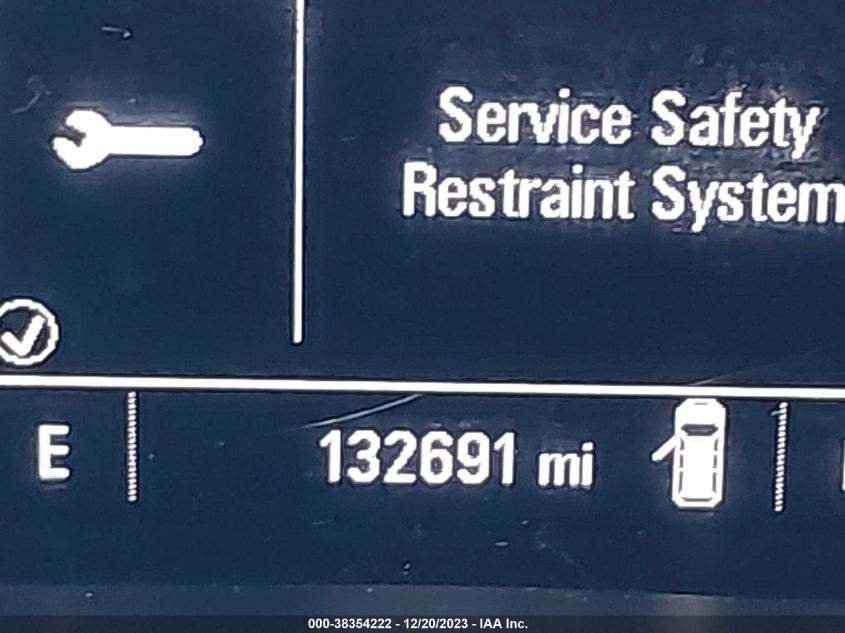 Service Safety
Restraint System
E
132691 mi
000-38354222 - 12/20/2023 - IAA Inc.